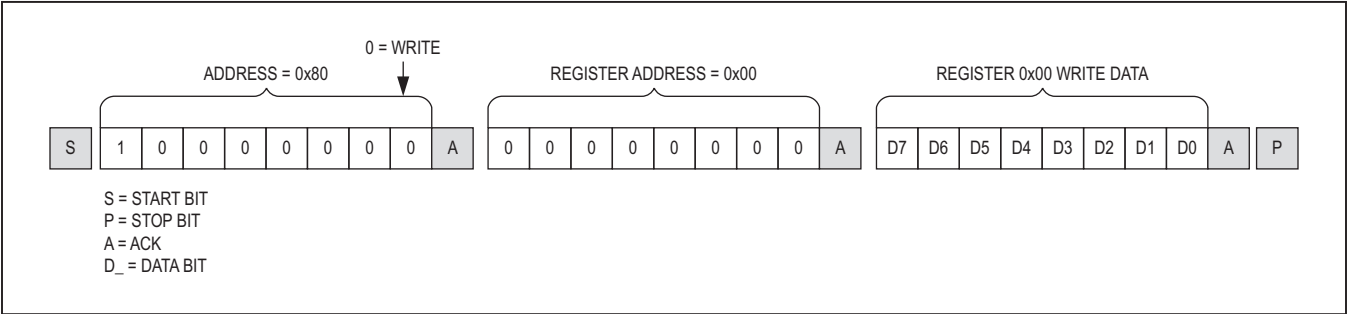 0 = WRITE
ADDRESS = 0x80 REGISTER ADDRESS = 0x00 REGISTER 0x00 WRITE DATA
S 1 0 0 0 0 0 0 0 A 0 0 0 0 0 0 0 0 A D7 D6 D5 D4 D3 D2 D1 D0 A P
S = START BIT
P = STOP BIT
A = ACK
D_ = DATA BIT